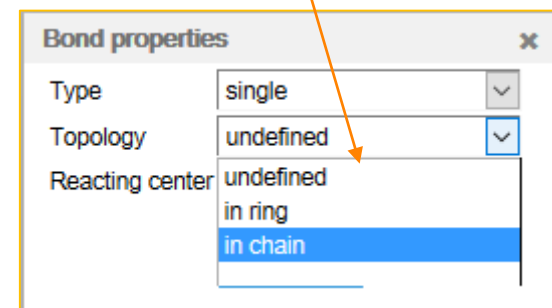 Bond properties
Type single
Topology undefined
Reacting center undefined
in ring
in chain